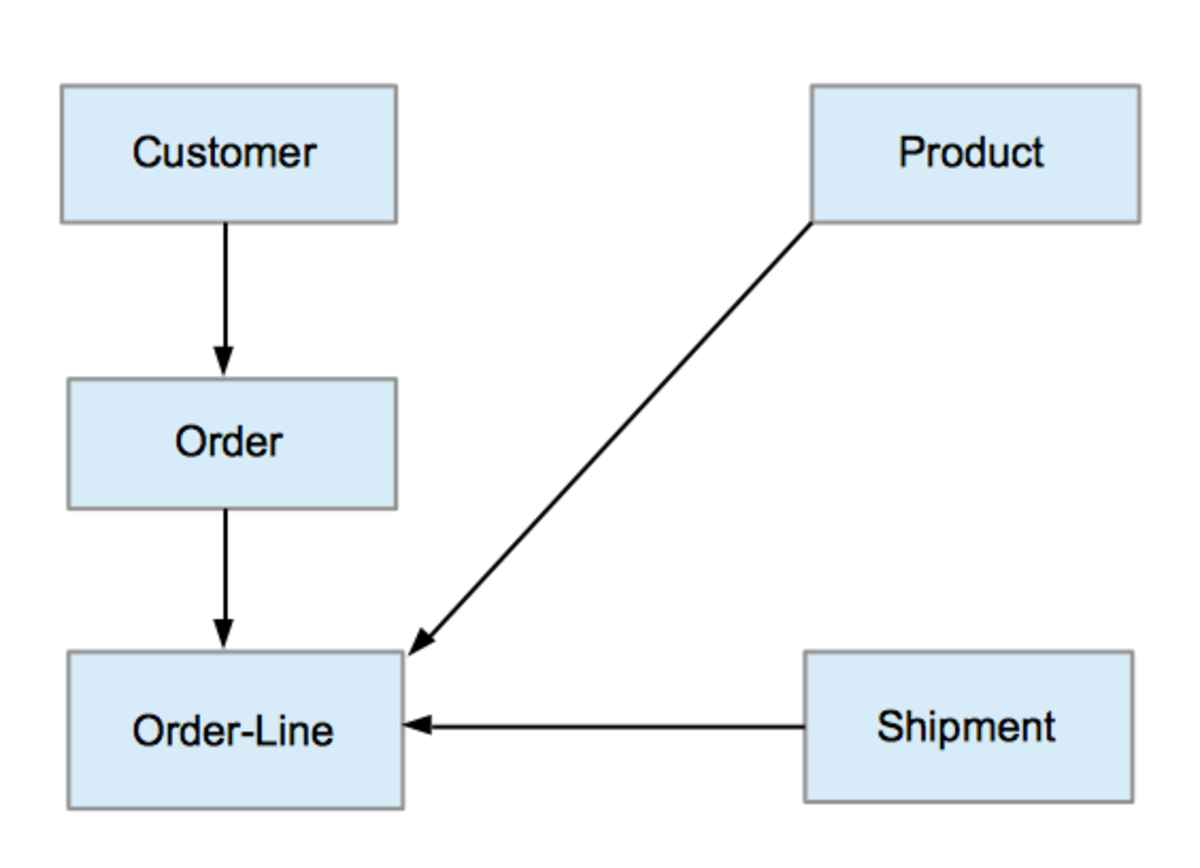 Customer
Product
Order
Order-Line
Shipment